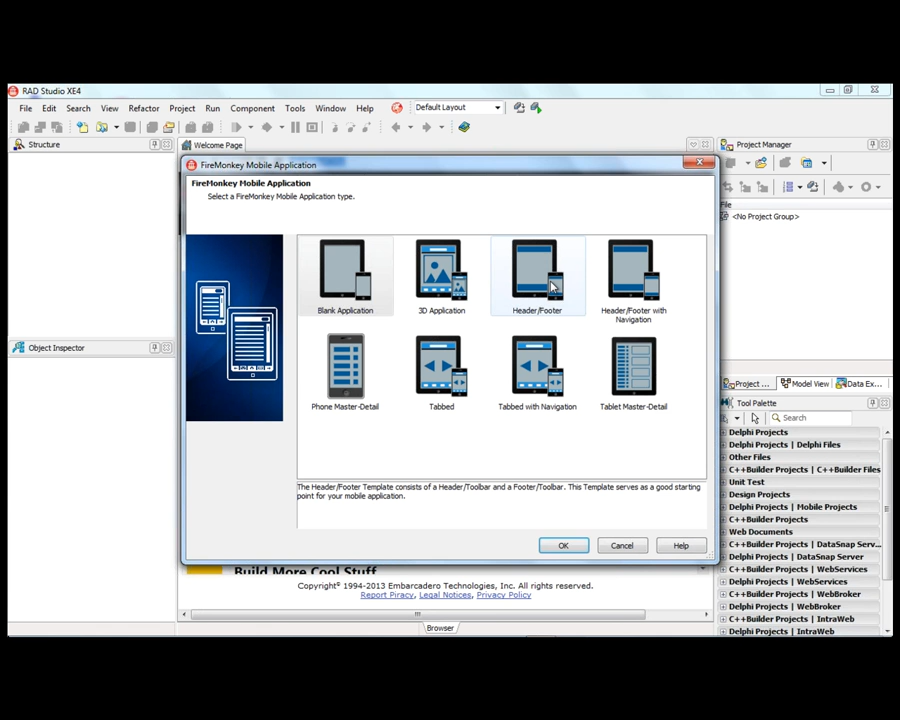 RAD Studio XE4
File Edit Search View Refactor Project Run Component Tools Window Help
Default Layout
Structure
Welcome Page
Project Manager
FireMonkey Mobile Application
FireMonkey Mobile Application
Select a FireMonkey Mobile Application type.
File
<No Project Group>
Blank Application
3D Application
Header/Footer
Header/Footer with
Navigation
Object Inspector
Phone Master-Detail
Tabbed
Tabbed with Navigation
Tablet Master-Detail
Project ...
Model View
Data Ex...
Tool Palette
Search
Delphi Projects
Delphi Projects | Delphi Files
Other Files
C++Builder Projects | C++Builder Files
Unit Test
Design Projects
Delphi Projects | Mobile Projects
C++Builder Projects
Web Documents
C++Builder Projects | DataSnap Serv...
Delphi Projects | DataSnap Server
C++Builder Projects | WebServices
Delphi Projects | WebServices
C++Builder Projects | WebBroker
Delphi Projects | WebBroker
C++Builder Projects | IntraWeb
Delphi Projects | IntraWeb
The Header/Footer Template consists of a Header/Toolbar and a Footer/Toolbar. This Template serves as a good starting
point for your mobile application.
OK
Cancel
Help
Build More Cool Stuff
Copyright© 1994-2013 Embarcadero Technologies, Inc. All rights reserved.
Report Piracy, Legal Notices, Privacy Policy
Browser